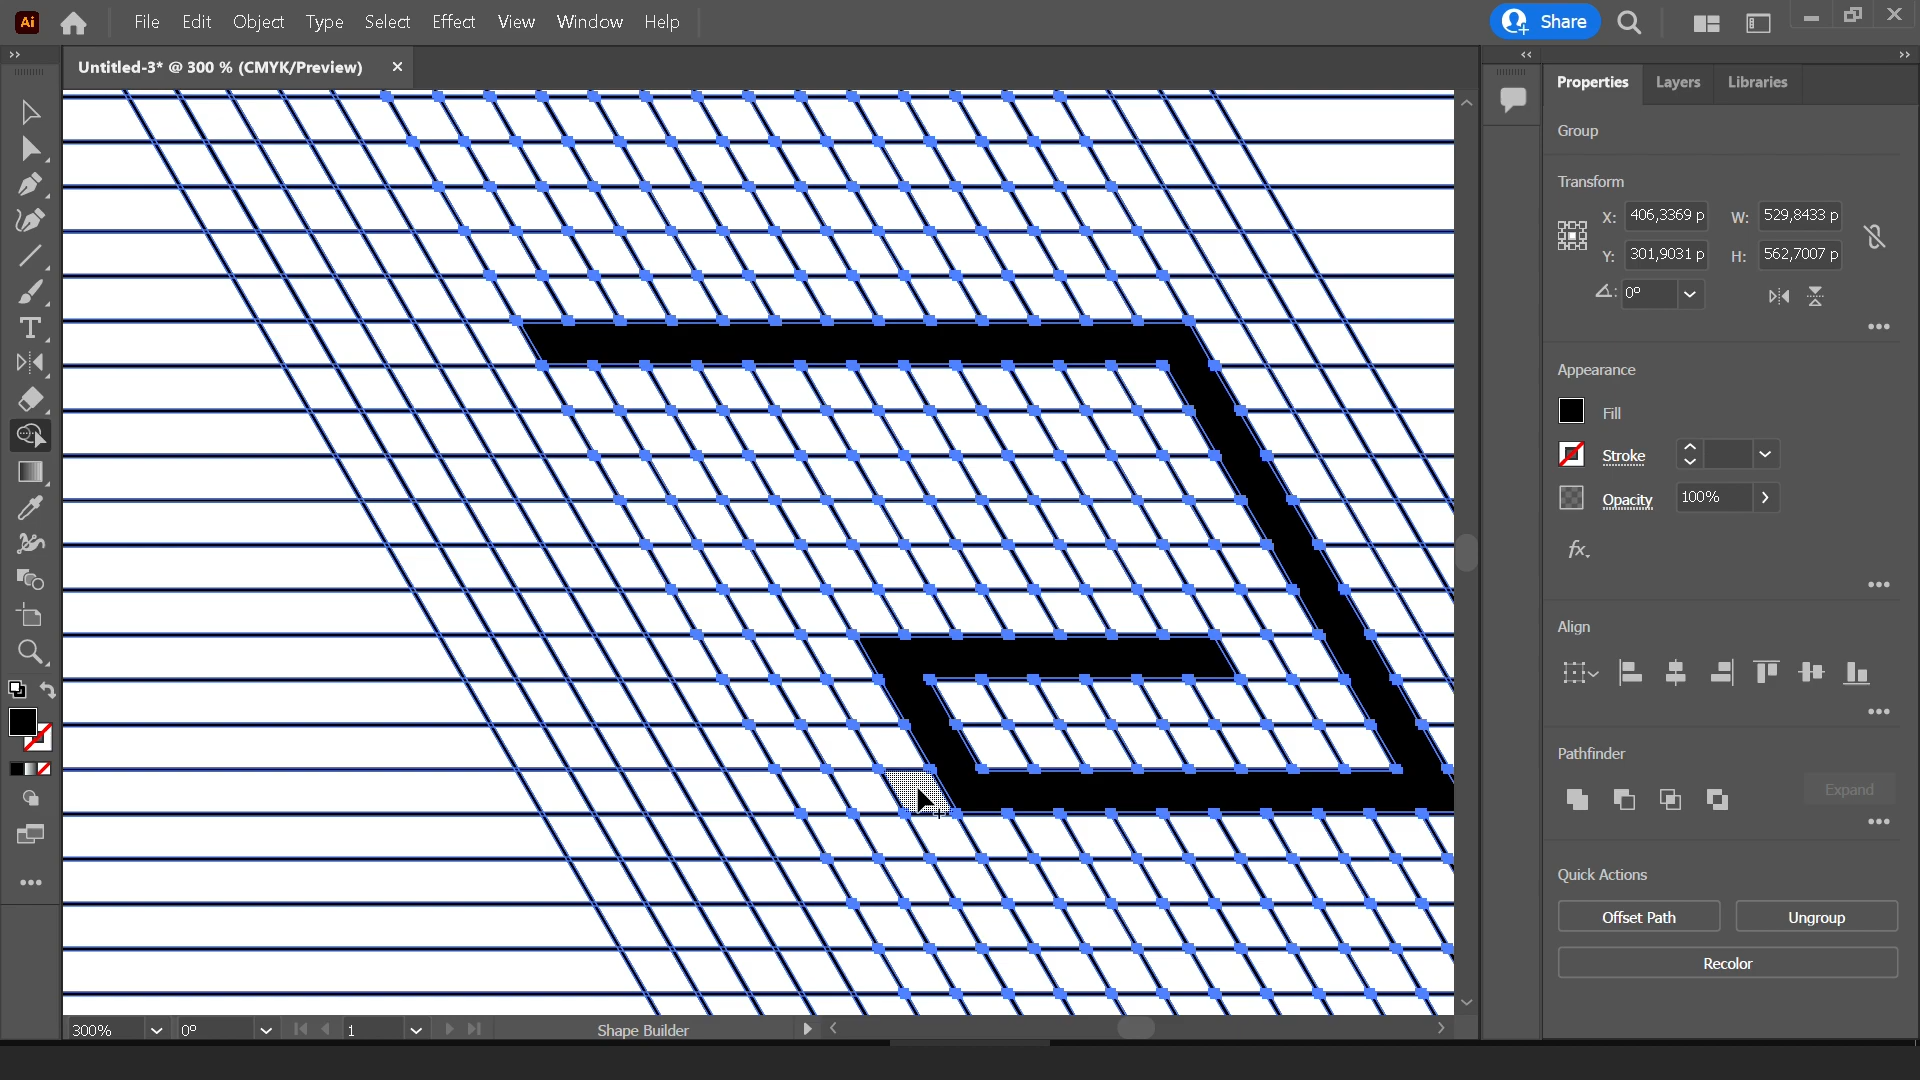 Ai File Edit Object Type Select Effect View Window Help Share
Untitled-3* @ 300 % (CMYK/Preview)
Properties Layers Libraries
Group
Transform
X: 406,3369 p W: 529,8433 p
Y: 301,9031 p H: 562,7007 p
0°
Appearance
Fill
Stroke
Opacity 100%
fx.
Align
Pathfinder
Expand
Quick Actions
Offset Path Ungroup
Recolor
300% 0° 1 Shape Builder